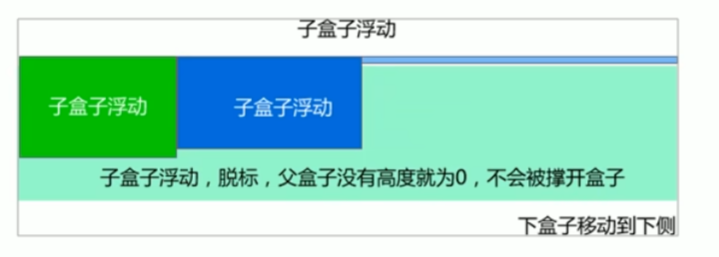 子盒子浮动
子盒子浮动
子盒子浮动
子盒子浮动，脱标，父盒子没有高度就为0，不会被撑开盒子
下盒子移动到下侧